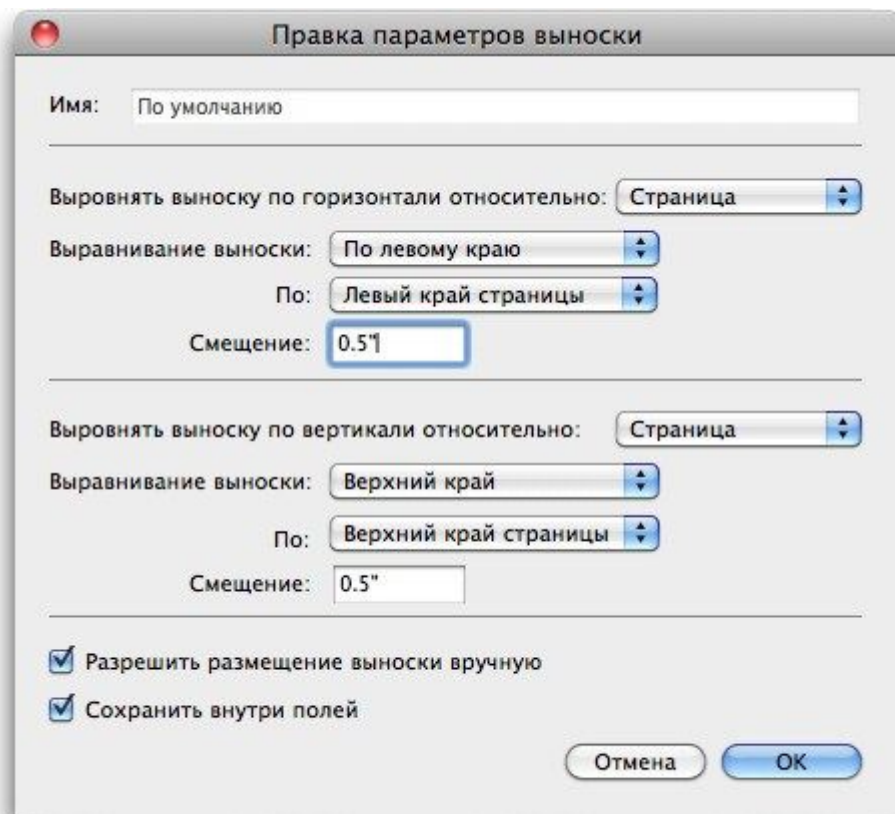 Правка параметров выноски
Имя: По умолчанию
Выровнять выноску по горизонтали относительно: Страница
Выравнивание выноски: По левому краю
По: Левый край страницы
Смещение: 0.5"
Выровнять выноску по вертикали относительно: Страница
Выравнивание выноски: Верхний край
По: Верхний край страницы
Смещение: 0.5"
Разрешить размещение выноски вручную
Сохранить внутри полей
Отмена OK